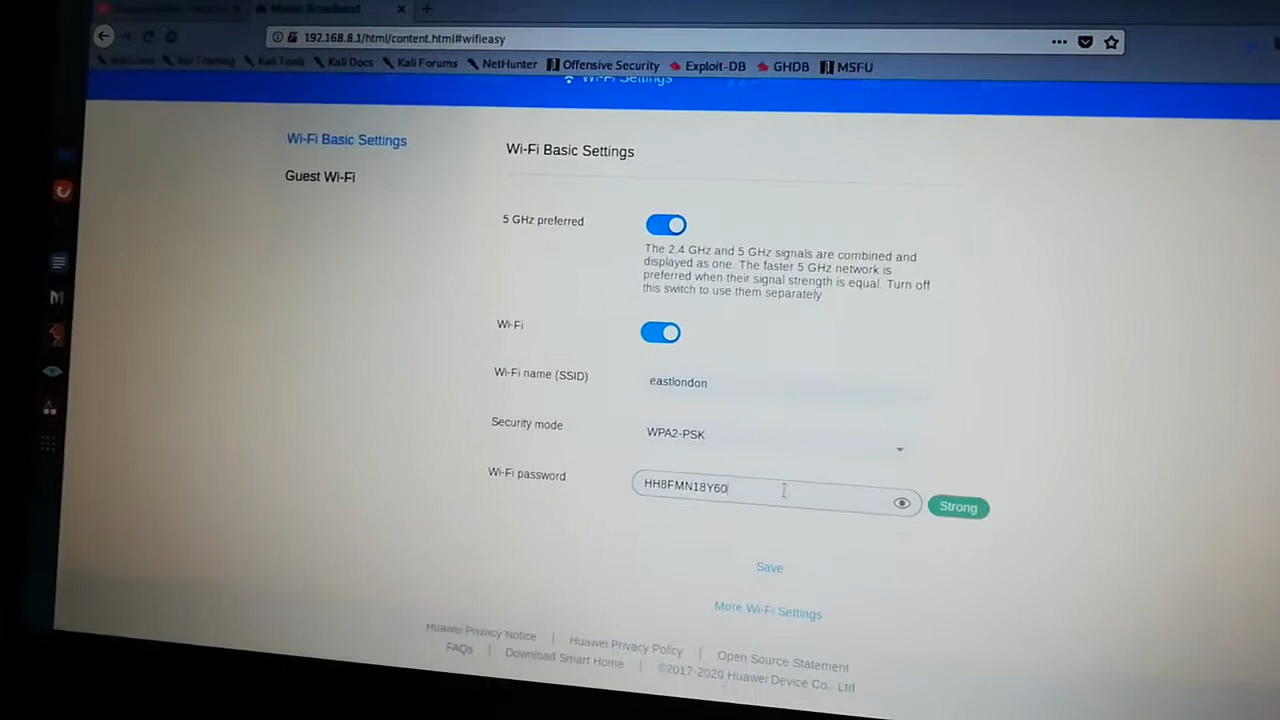 Mobile Broadband
192.168.8.1/html/content.html#wifieasy
Kali Training Kali Tools Kali Docs Kali Forums NetHunter Offensive Security Exploit-DB GHDB MSFU
Wi-Fi Settings
Wi-Fi Basic Settings
Guest Wi-Fi
Wi-Fi Basic Settings
5 GHz preferred
The 2.4 GHz and 5 GHz signals are combined and
displayed as one. The faster 5 GHz network is
preferred when their signal strength is equal. Turn off
this switch to use them separately
Wi-Fi
Wi-Fi name (SSID)
eastlondon
Security mode
WPA2-PSK
Wi-Fi password
HH8FMN18Y60
Strong
Save
More Wi-Fi Settings
Huawei Privacy Notice | Huawei Privacy Policy | Open Source Statement
FAQs | Download Smart Home | ©2017-2020 Huawei Device Co., Ltd